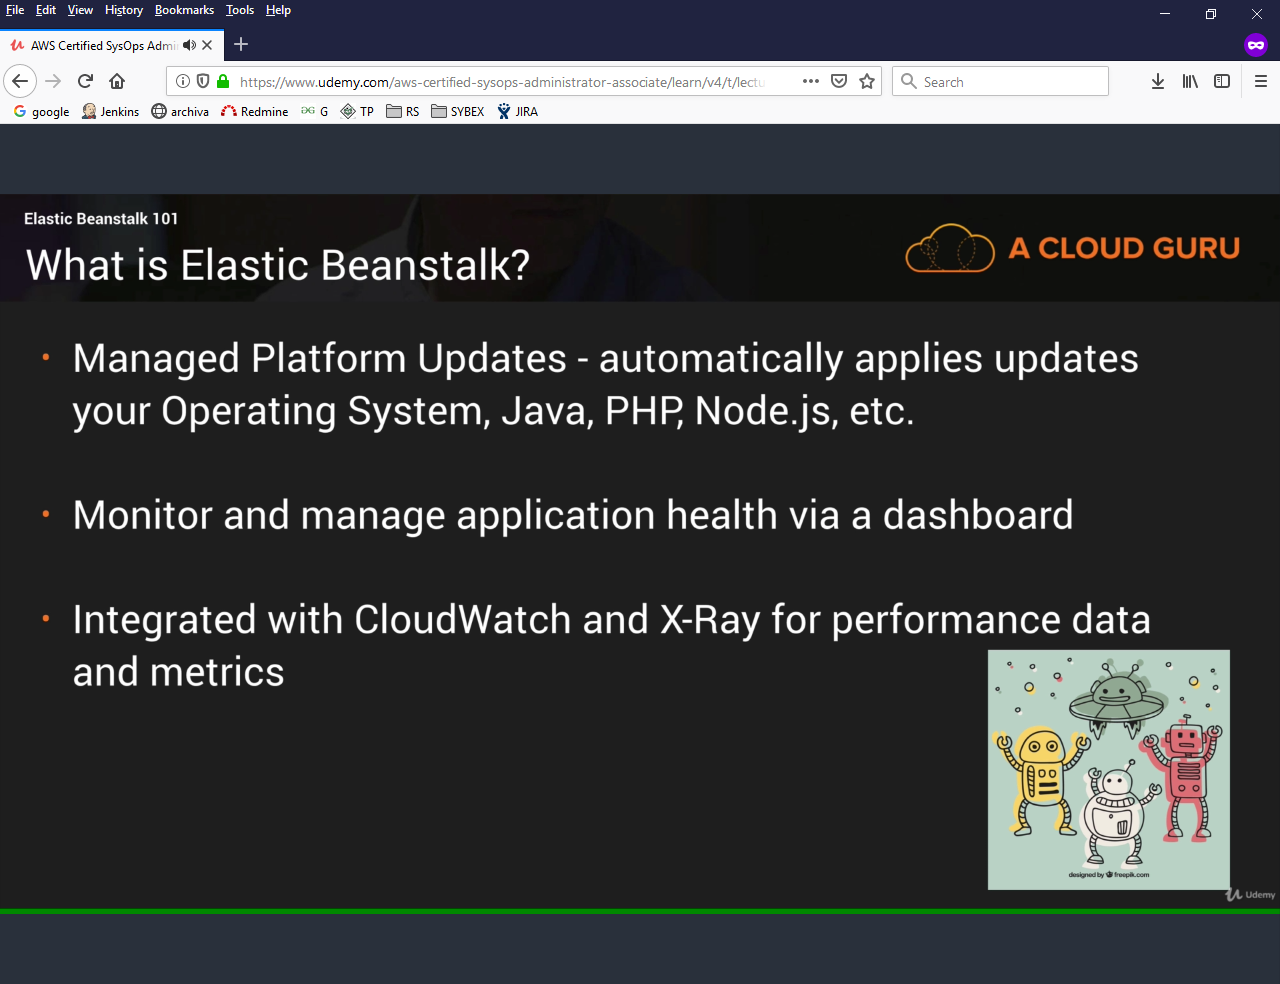 File Edit View History Bookmarks Tools Help
AWS Certified SysOps Admi
https://www.udemy.com/aws-certified-sysops-administrator-associate/learn/v4/t/lectu
Search
google Jenkins archiva Redmine G TP RS SYBEX JIRA
Elastic Beanstalk 101
What is Elastic Beanstalk?
A CLOUD GURU
• Managed Platform Updates - automatically applies updates
your Operating System, Java, PHP, Node.js, etc.
• Monitor and manage application health via a dashboard
• Integrated with CloudWatch and X-Ray for performance data
and metrics
designed by freepik.com
Udemy